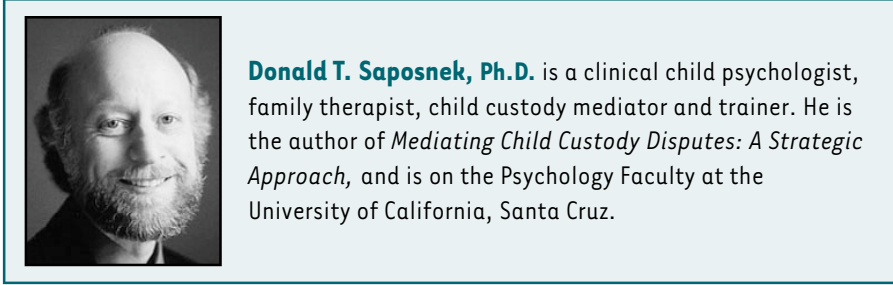 Donald T. Saposnek, Ph.D. is a clinical child psychologist,
family therapist, child custody mediator and trainer. He is
the author of Mediating Child Custody Disputes: A Strategic
Approach, and is on the Psychology Faculty at the
University of California, Santa Cruz.